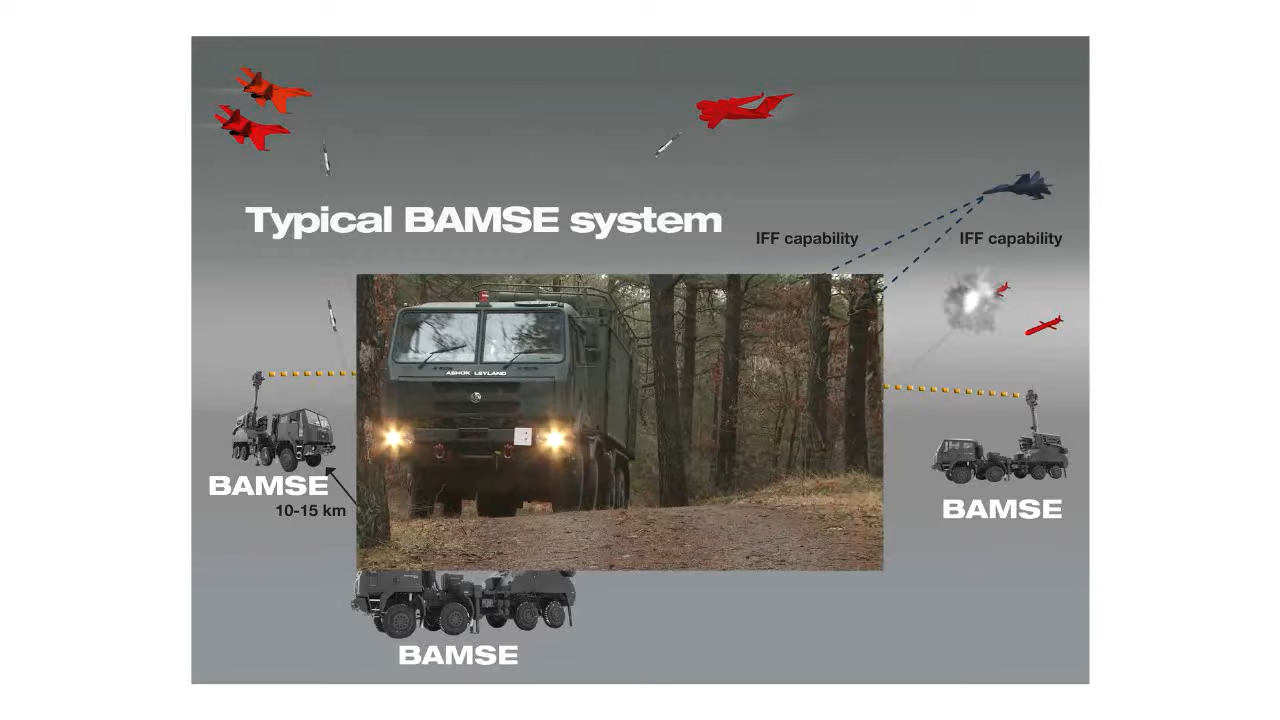 Typical BAMSE system
IFF capability
IFF capability
ASHOK LEYLAND
BAMSE
10-15 km
BAMSE
BAMSE